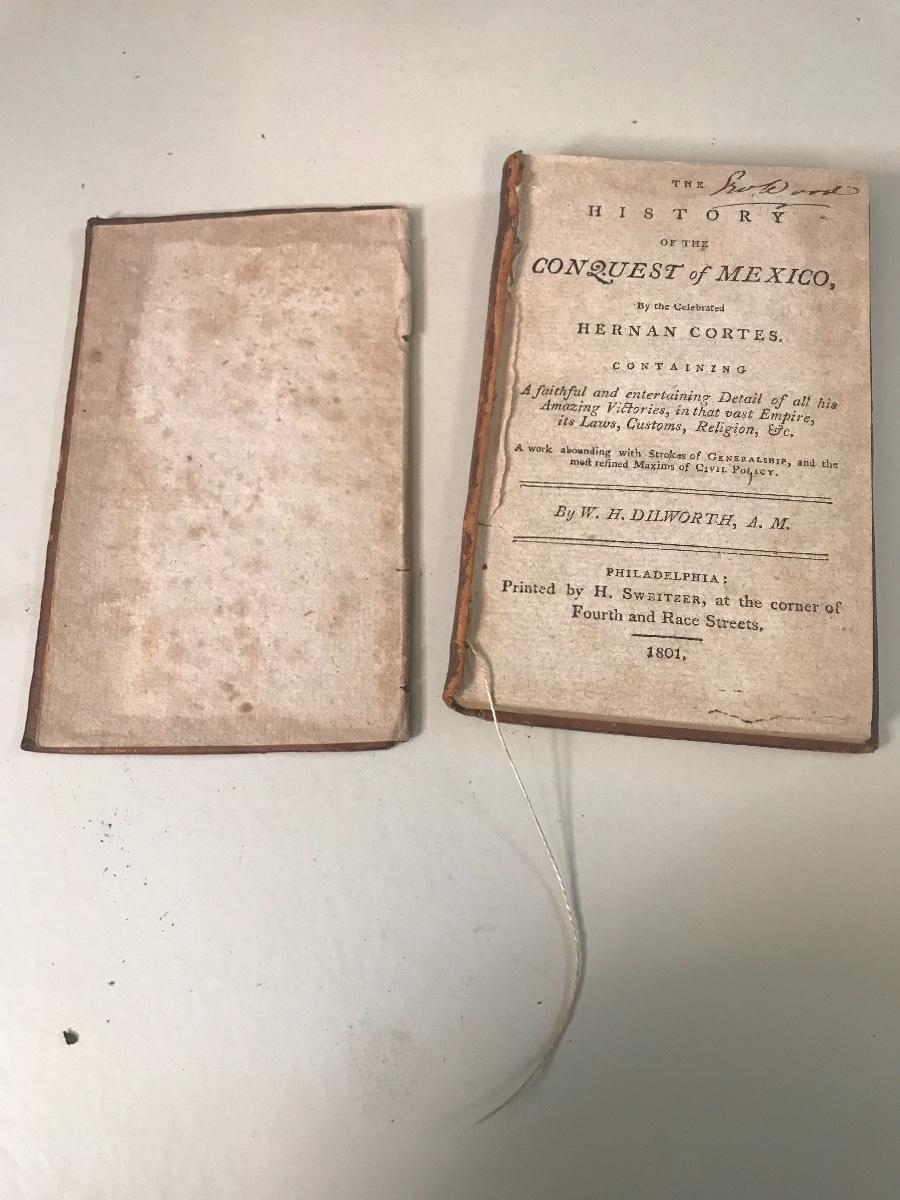 THE Geo Wood
HISTORY
OF THE
CONQUEST of MEXICO,
By the Celebrated
HERNAN CORTES.
CONTAINING
A faithful and entertaining Detail of all his
Amazing Victories, in that vast Empire,
its Laws, Customs, Religion, &c.
A work abounding with Strokes of GENERALSHIP, and the
most refined Maxims of CIVIL POLICY.
By W. H. DILWORTH, A. M.
PHILADELPHIA:
Printed by H. SWEITZER, at the corner of
Fourth and Race Streets.
1801.